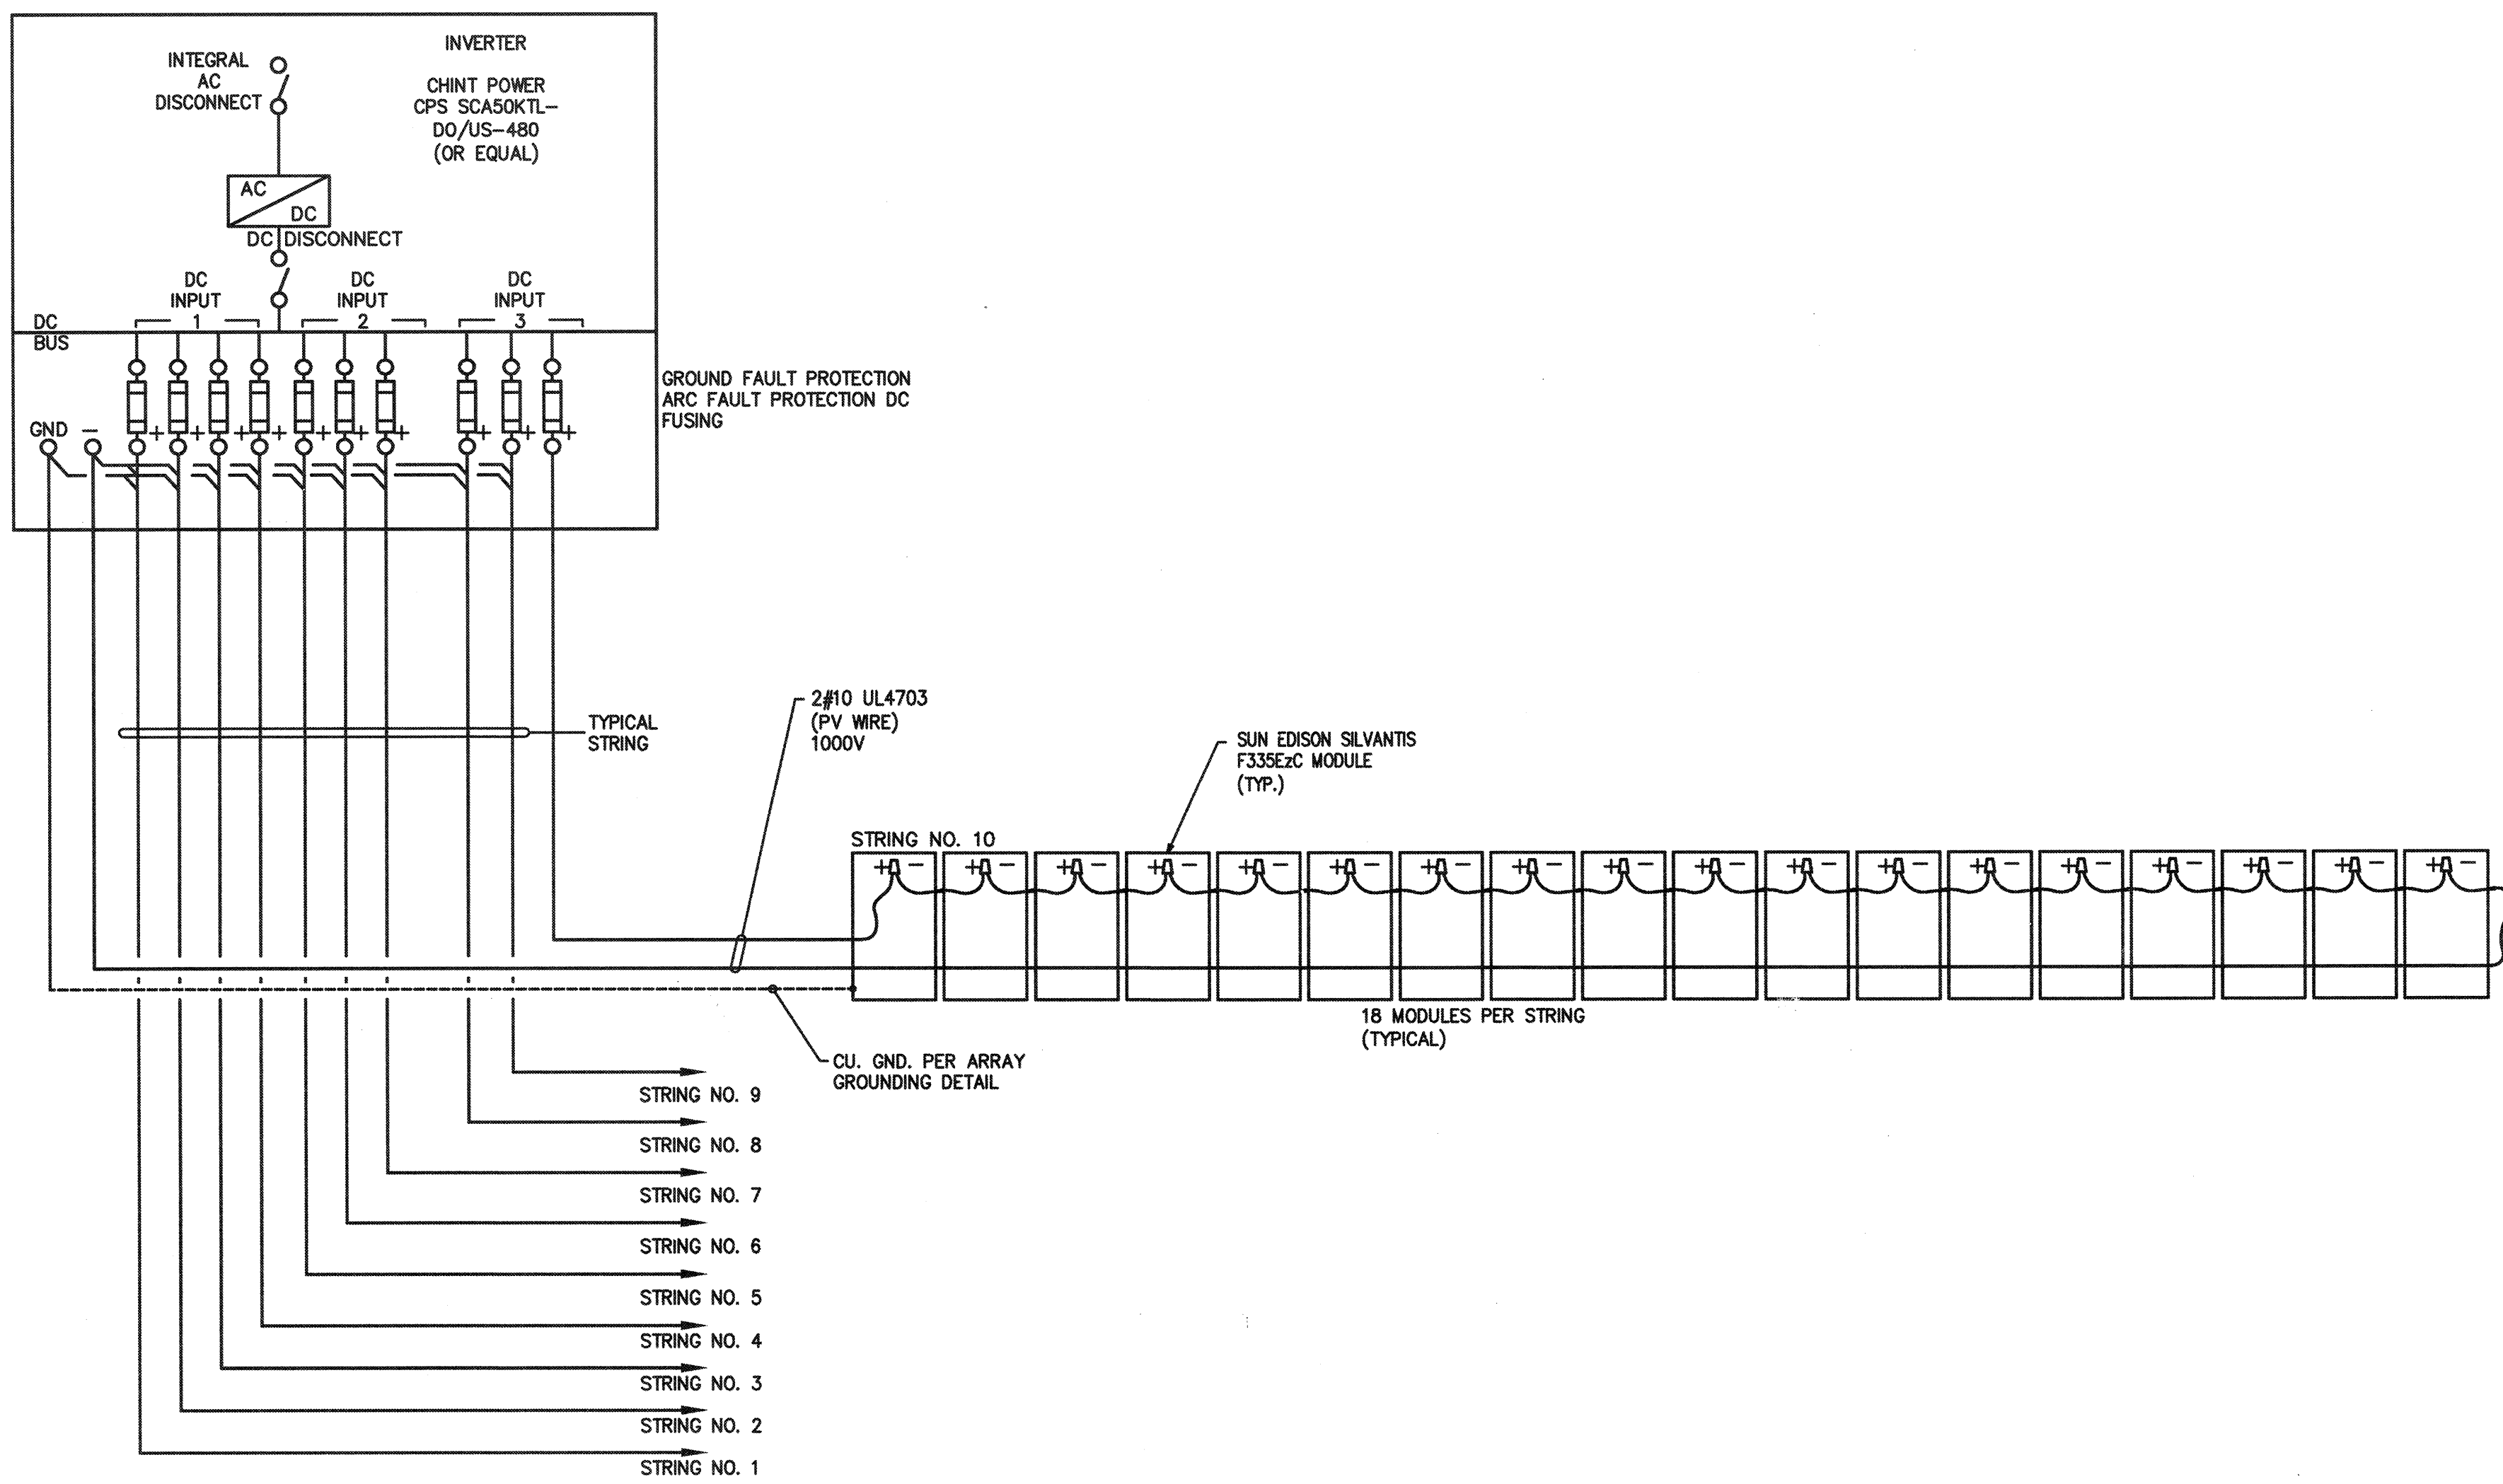 INVERTER
CHINT POWER
CPS SCA50KTL-
DO/US-480
(OR EQUAL)
INTEGRAL
AC
DISCONNECT
AC
DC
DC DISCONNECT
DC
INPUT
1
DC
INPUT
2
DC
INPUT
3
DC
BUS
GROUND FAULT PROTECTION
ARC FAULT PROTECTION DC
FUSING
GND - + + + + + + + + + +
TYPICAL
STRING
2#10 UL4703
(PV WIRE)
1000V
SUN EDISON SILVANTIS
F335EzC MODULE
(TYP.)
STRING NO. 10
+ - + - + - + - + - + - + - + - + - + - + - + - + - + - + - + - + - + -
18 MODULES PER STRING
(TYPICAL)
CU. GND. PER ARRAY
GROUNDING DETAIL
STRING NO. 9
STRING NO. 8
STRING NO. 7
STRING NO. 6
STRING NO. 5
STRING NO. 4
STRING NO. 3
STRING NO. 2
STRING NO. 1